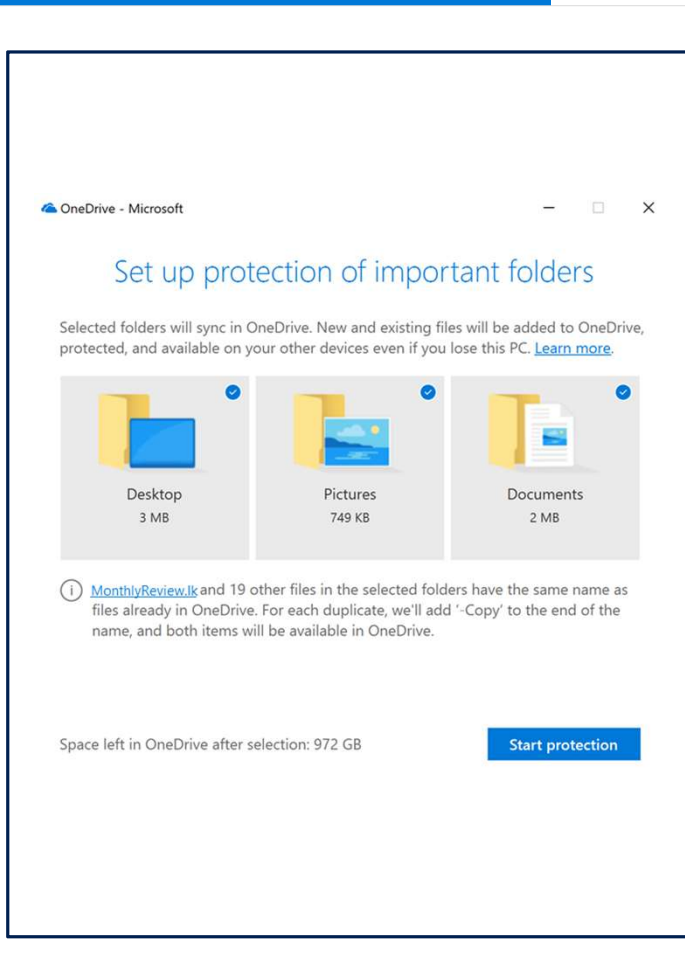 OneDrive - Microsoft
Set up protection of important folders
Selected folders will sync in OneDrive. New and existing files will be added to OneDrive,
protected, and available on your other devices even if you lose this PC. Learn more.
Desktop
3 MB
Pictures
749 KB
Documents
2 MB
MonthlyReview.lk and 19 other files in the selected folders have the same name as
files already in OneDrive. For each duplicate, we'll add '-Copy' to the end of the
name, and both items will be available in OneDrive.
Space left in OneDrive after selection: 972 GB
Start protection